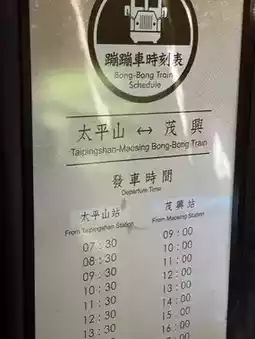 蹦蹦車時刻表
Bong-Bong Train
Schedule
太平山 ↔ 茂興
Taipingshan-Maosing Bong-Bong Train
發車時間
Departure Time
太平山站 茂興站
From Taipingshan Station From Maosing Station
07:30 09:00
08:30 10:00
09:30 11:00
10:30 12:00
11:30 13:00
12:30 14:00
13:30 15:00
16:00